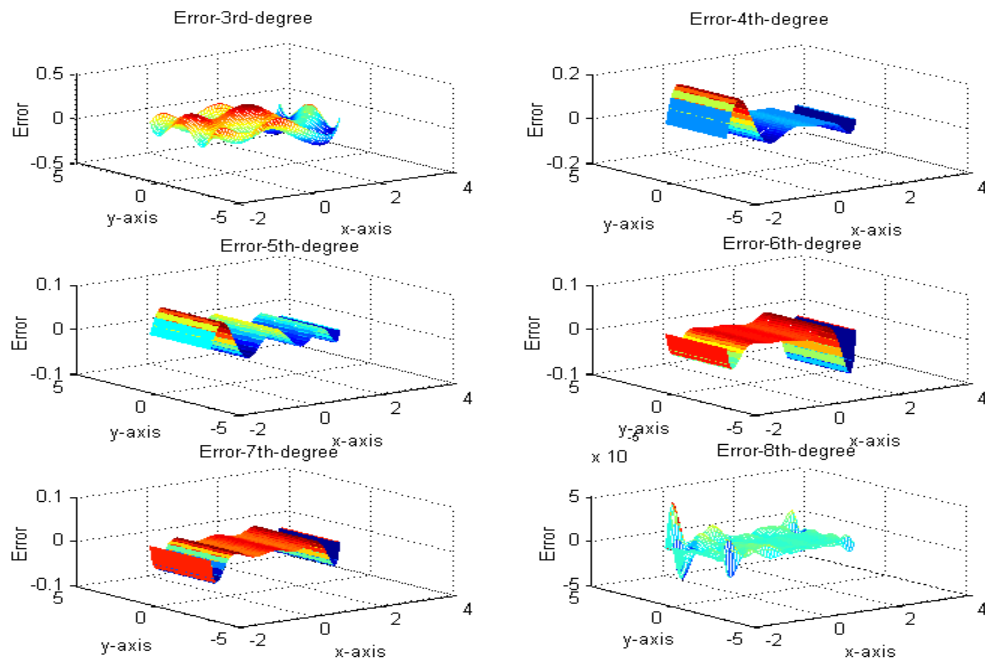 Error-3rd-degree
0.5
0
-0.5
Error
5
0
-5
y-axis
-2
0
2
4
x-axis
Error-4th-degree
0.2
0
-0.2
Error
5
0
-5
y-axis
-2
0
2
4
x-axis
Error-5th-degree
0.1
0
-0.1
Error
5
0
-5
y-axis
-2
0
2
4
x-axis
Error-6th-degree
0.1
0
-0.1
Error
5
0
-5
y-axis
-2
0
2
4
x-axis
Error-7th-degree
0.1
0
-0.1
Error
5
0
-5
y-axis
-2
0
2
4
x-axis
x 10
Error-8th-degree
5
0
-5
Error
5
0
-5
y-axis
-2
0
2
4
x-axis